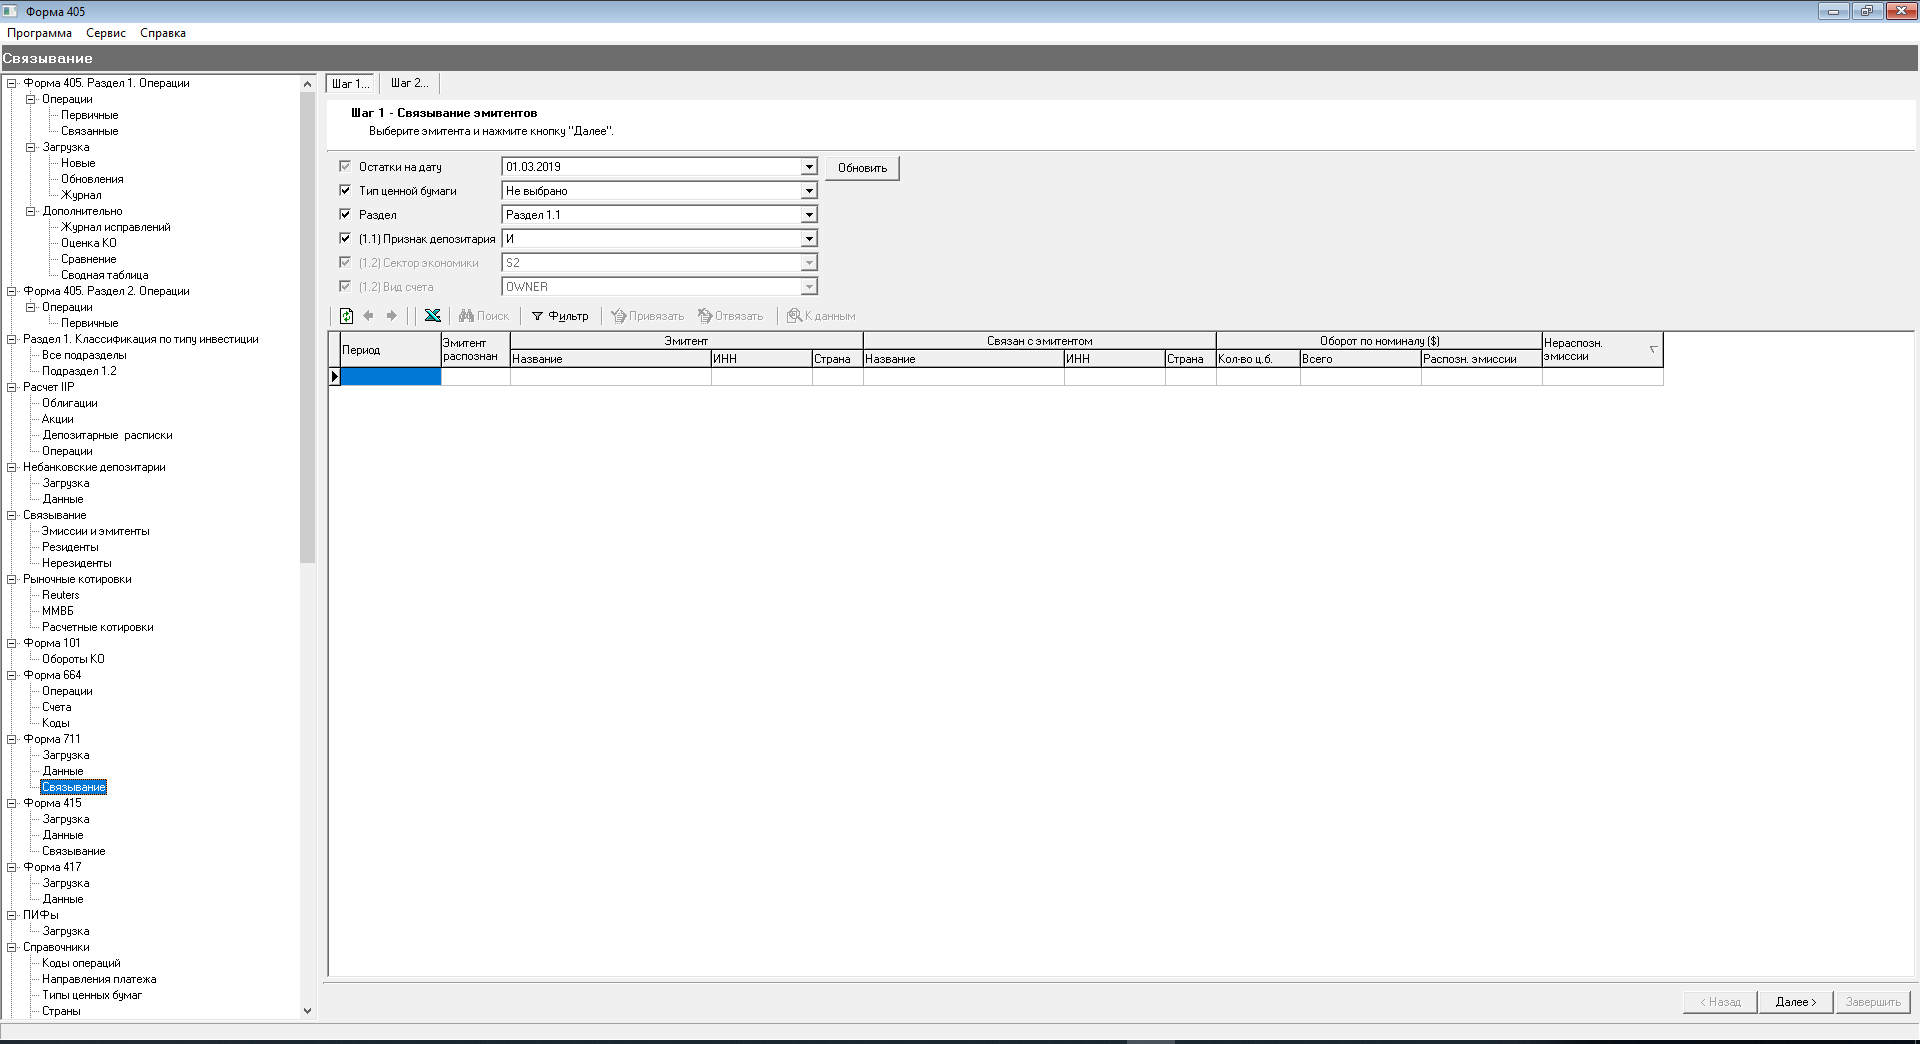 Форма 405
Программа Сервис Справка
Связывание
Форма 405. Раздел 1. Операции
Операции
Первичные
Связанные
Загрузка
Новые
Обновления
Журнал
Дополнительно
Журнал исправлений
Оценка КО
Сравнение
Сводная таблица
Форма 405. Раздел 2. Операции
Операции
Первичные
Раздел 1. Классификация по типу инвестиции
Все подразделы
Подраздел 1.2
Расчет IIP
Облигации
Акции
Депозитарные расписки
Операции
Небанковские депозитарии
Загрузка
Данные
Связывание
Эмиссии и эмитенты
Резиденты
Нерезиденты
Рыночные котировки
Reuters
ММВБ
Расчетные котировки
Форма 101
Обороты КО
Форма 664
Операции
Счета
Коды
Форма 711
Загрузка
Данные
Связывание
Форма 415
Загрузка
Данные
Связывание
Форма 417
Загрузка
Данные
ПИФы
Загрузка
Справочники
Коды операций
Направления платежа
Типы ценных бумаг
Страны
Шаг 1... Шаг 2...
Шаг 1 - Связывание эмитентов
Выберите эмитента и нажмите кнопку "Далее".
Остатки на дату 01.03.2019 Обновить
Тип ценной бумаги Не выбрано
Раздел Раздел 1.1
(1.1) Признак депозитария И
(1.2) Сектор экономики S2
(1.2) Вид счета OWNER
Поиск Фильтр Привязать Отвязать К данным
Период Эмитент распознан Эмитент Связан с эмитентом Оборот по номиналу ($) Нераспозн. эмиссии
Название ИНН Страна Название ИНН Страна Кол-во ц.б. Всего Распозн. эмиссии
< Назад Далее > Завершить